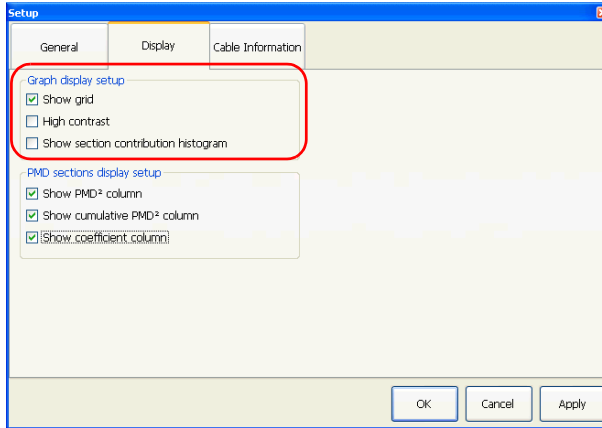 Setup
General Display Cable Information
Graph display setup
Show grid
High contrast
Show section contribution histogram
PMD sections display setup
Show PMD² column
Show cumulative PMD² column
Show coefficient column
OK Cancel Apply